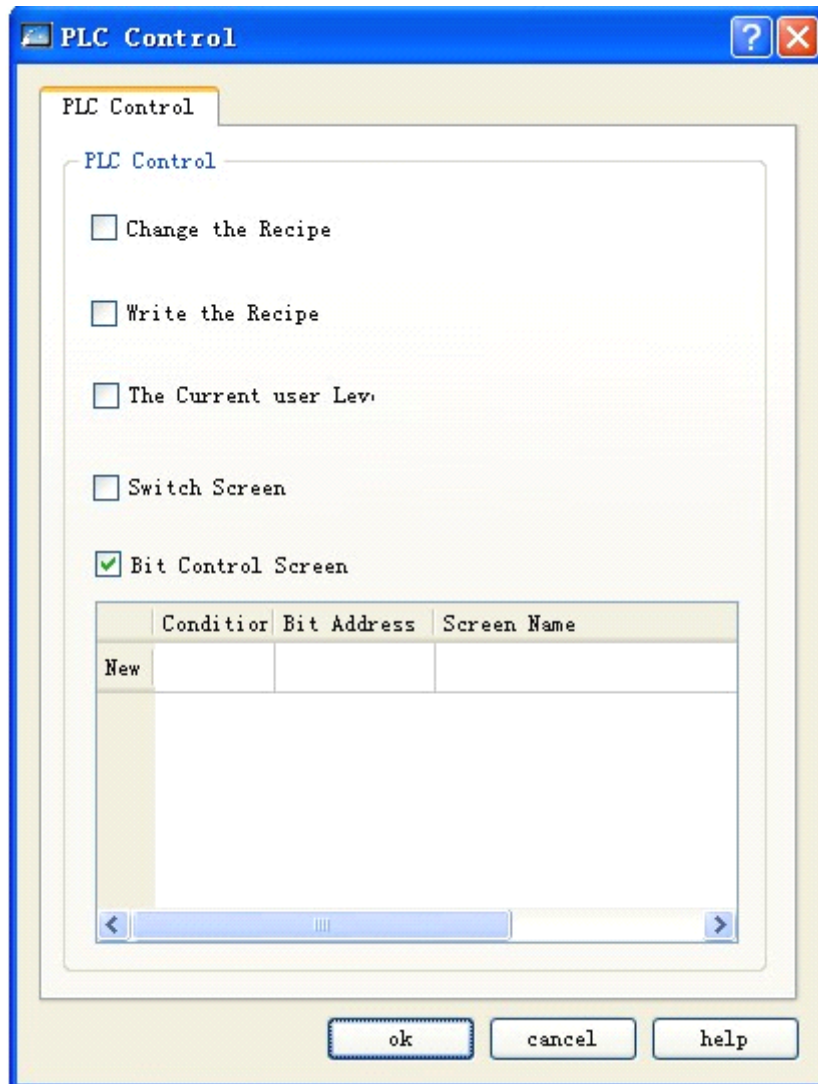 PLC Control
?
PLC Control
PLC Control
Change the Recipe
Write the Recipe
The Current user Lev
Switch Screen
Bit Control Screen
Conditior Bit Address Screen Name
New
ok cancel help